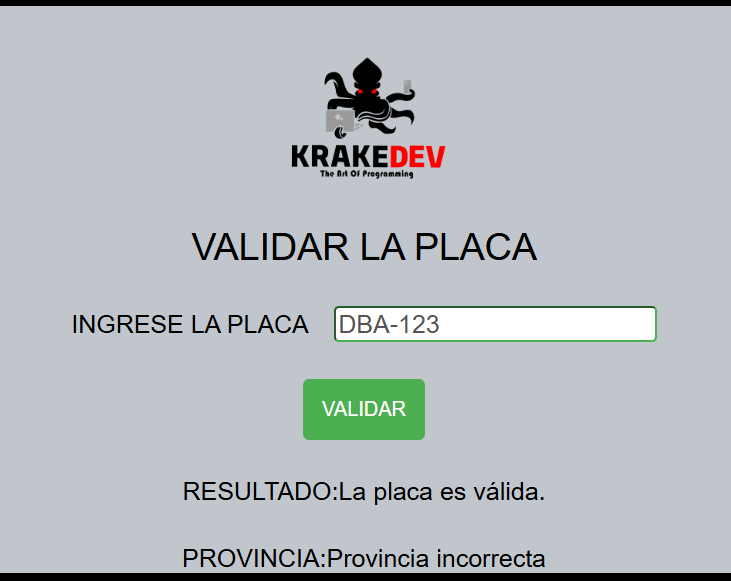 KRAKEDEV
The Art Of Programming
VALIDAR LA PLACA
INGRESE LA PLACA DBA-123
VALIDAR
RESULTADO:La placa es válida.
PROVINCIA:Provincia incorrecta